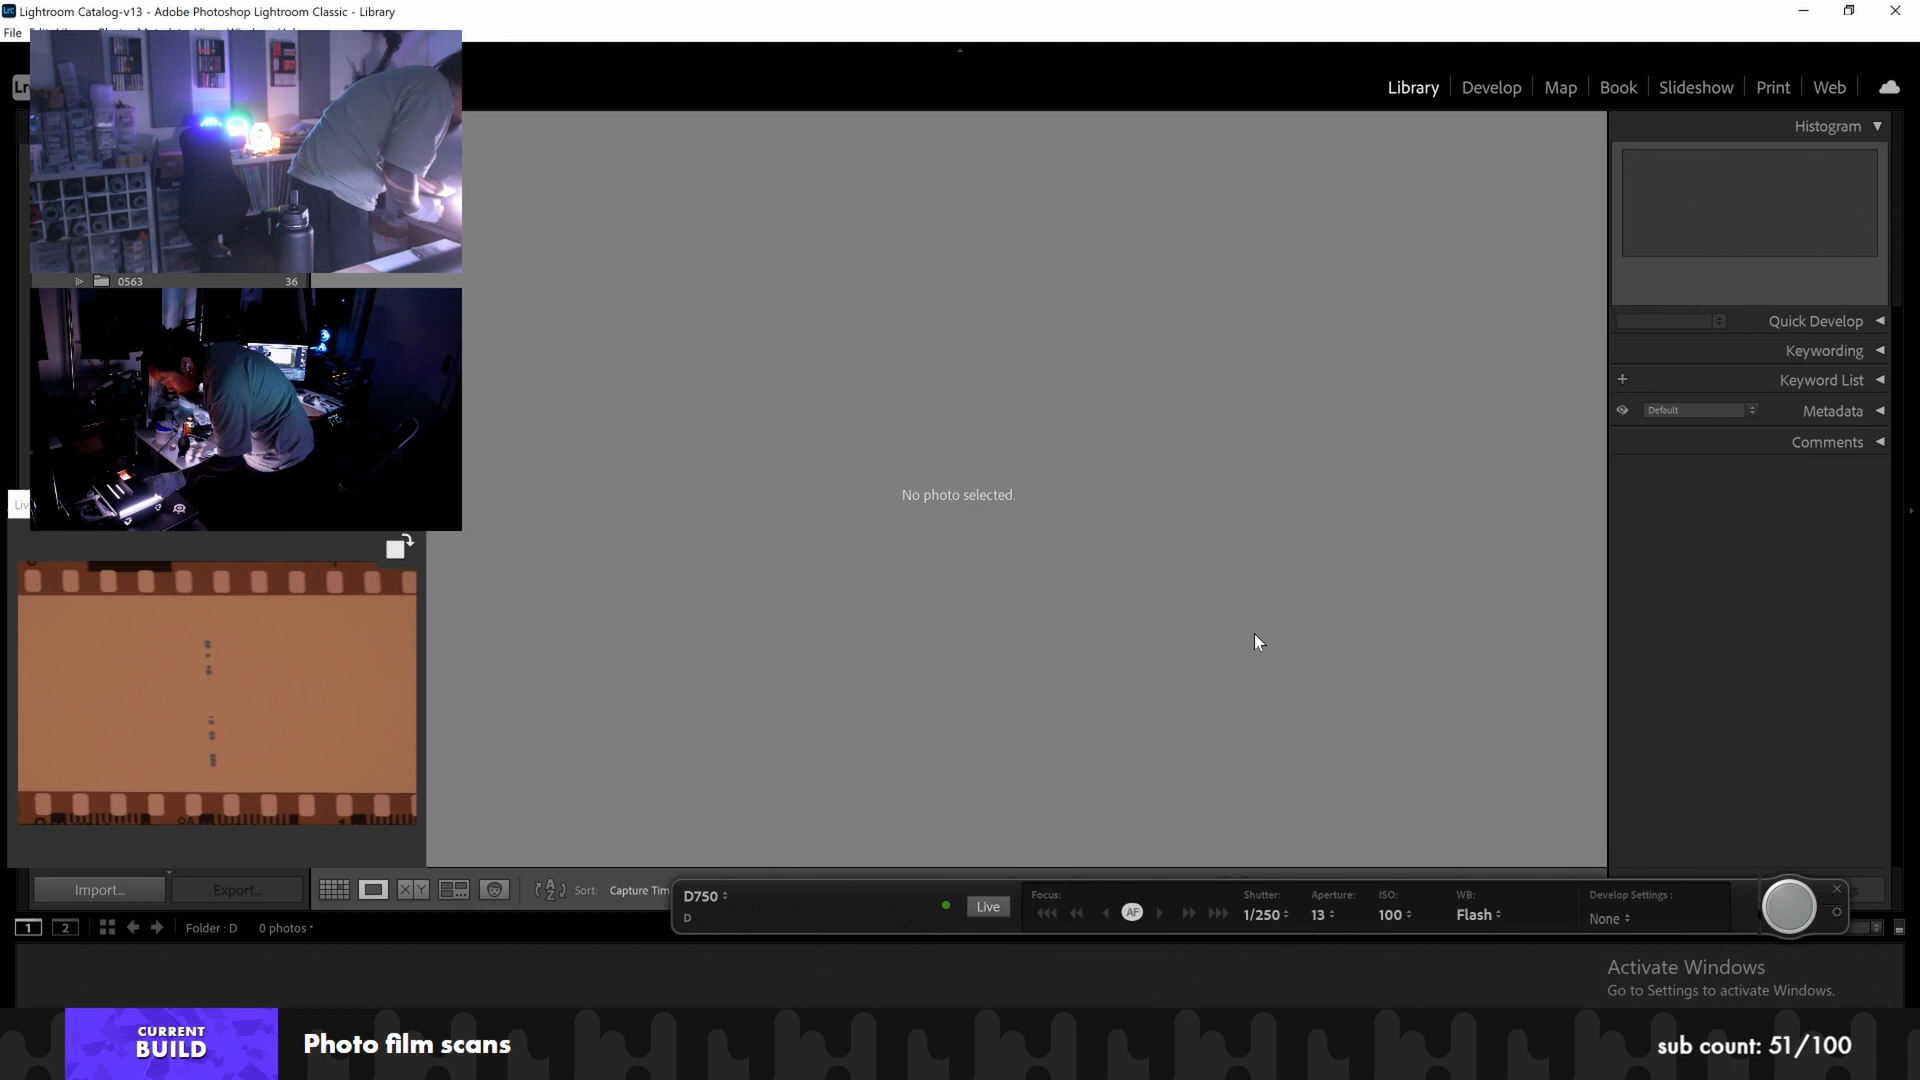 Lightroom Catalog-v13 - Adobe Photoshop Lightroom Classic - Library
File
Library
Develop
Map
Book
Slideshow
Print
Web
Histogram
0563 36
Quick Develop
Keywording
Keyword List
Default
Metadata
Comments
No photo selected.
Import...
Export...
XY
Sort: Capture Tim
D750
D
Live
Focus:
AF
Shutter:
1/250
Aperture:
13
ISO:
100
WB:
Flash
Develop Settings :
None
1
2
Folder : D
0 photos
Activate Windows
Go to Settings to activate Windows.
CURRENT
BUILD
Photo film scans
sub count: 51/100